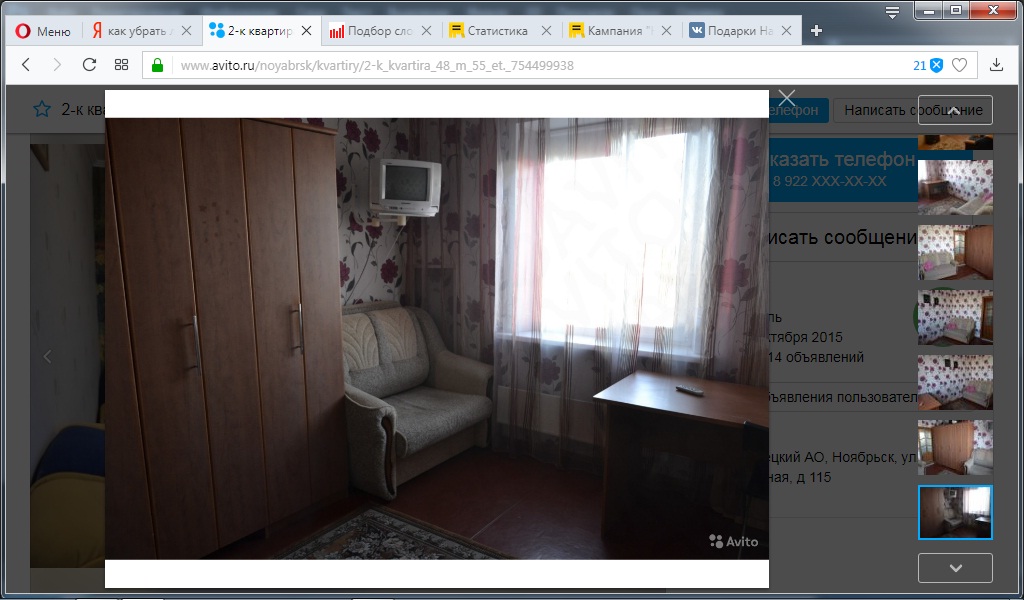 Меню
как убрать
2-к квартир
Подбор сло
Статистика
Кампания "
Подарки На
www.avito.ru/noyabrsk/kvartiry/2-k_kvartira_48_m_55_et._754499938
21
2-к ква
елефон
Написать сообщение
казать телефон
8 922 XXX-XX-XX
исать сообщени
ль
ктября 2015
14 объявлений
бъявления пользовател
ецкий АО, Ноябрьск, ул
ная, д 115
Avito